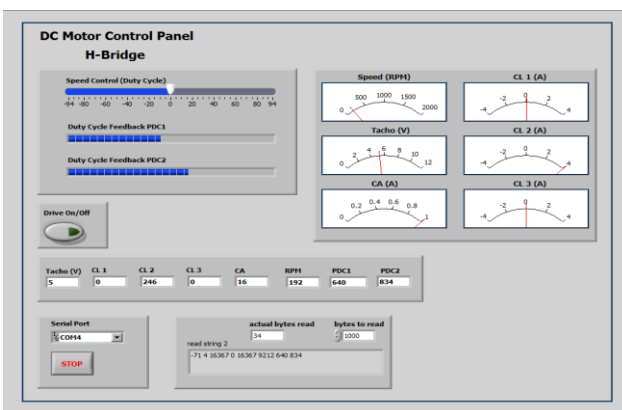 DC Motor Control Panel
H-Bridge
Speed Control (Duty Cycle)
-94 -80 -60 -40 -20 0 20 40 60 80 94
Duty Cycle Feedback PDC1
Duty Cycle Feedback PDC2
Drive On/Off
Speed (RPM)
0 500 1000 1500 2000
CL 1 (A)
-4 -2 0 2 4
Tacho (V)
0 2 4 6 8 10 12
CL 2 (A)
-4 -2 0 2 4
CA (A)
0 0.2 0.4 0.6 0.8 1
CL 3 (A)
-4 -2 0 2 4
Tacho (V) CL 1 CL 2 CL 3 CA RPM PDC1 PDC2
5 0 246 0 16 192 640 834
Serial Port
COM4
STOP
actual bytes read bytes to read
34 1000
read string 2
-71 4 16367 0 16367 9212 640 834